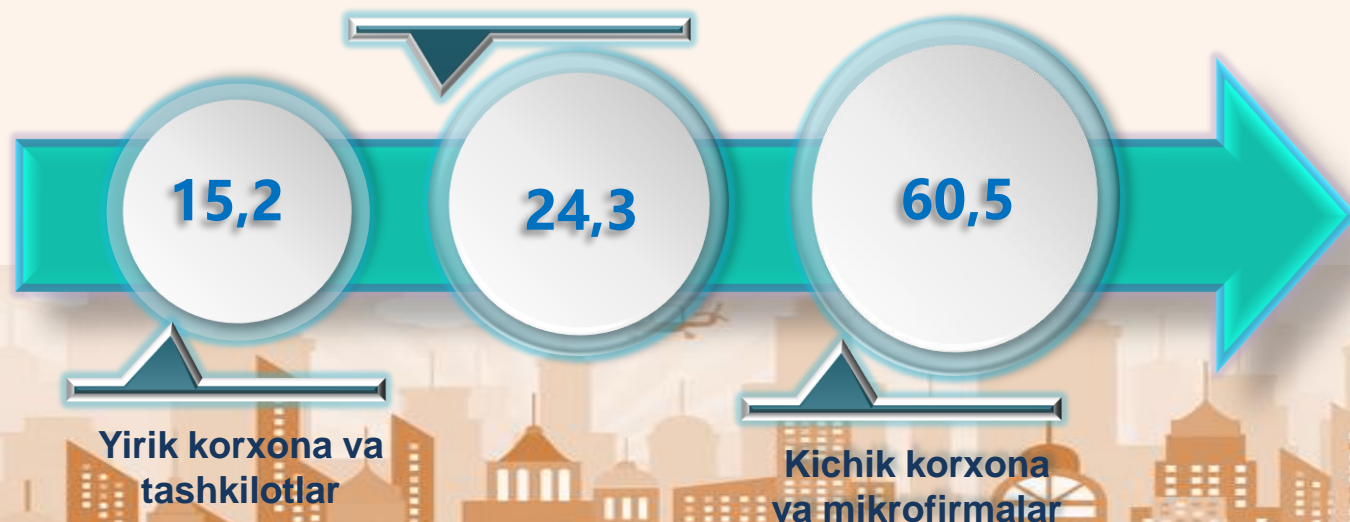 15,2
24,3
60,5
Yirik korxona va
tashkilotlar
Kichik korxona
va mikrofirmalar